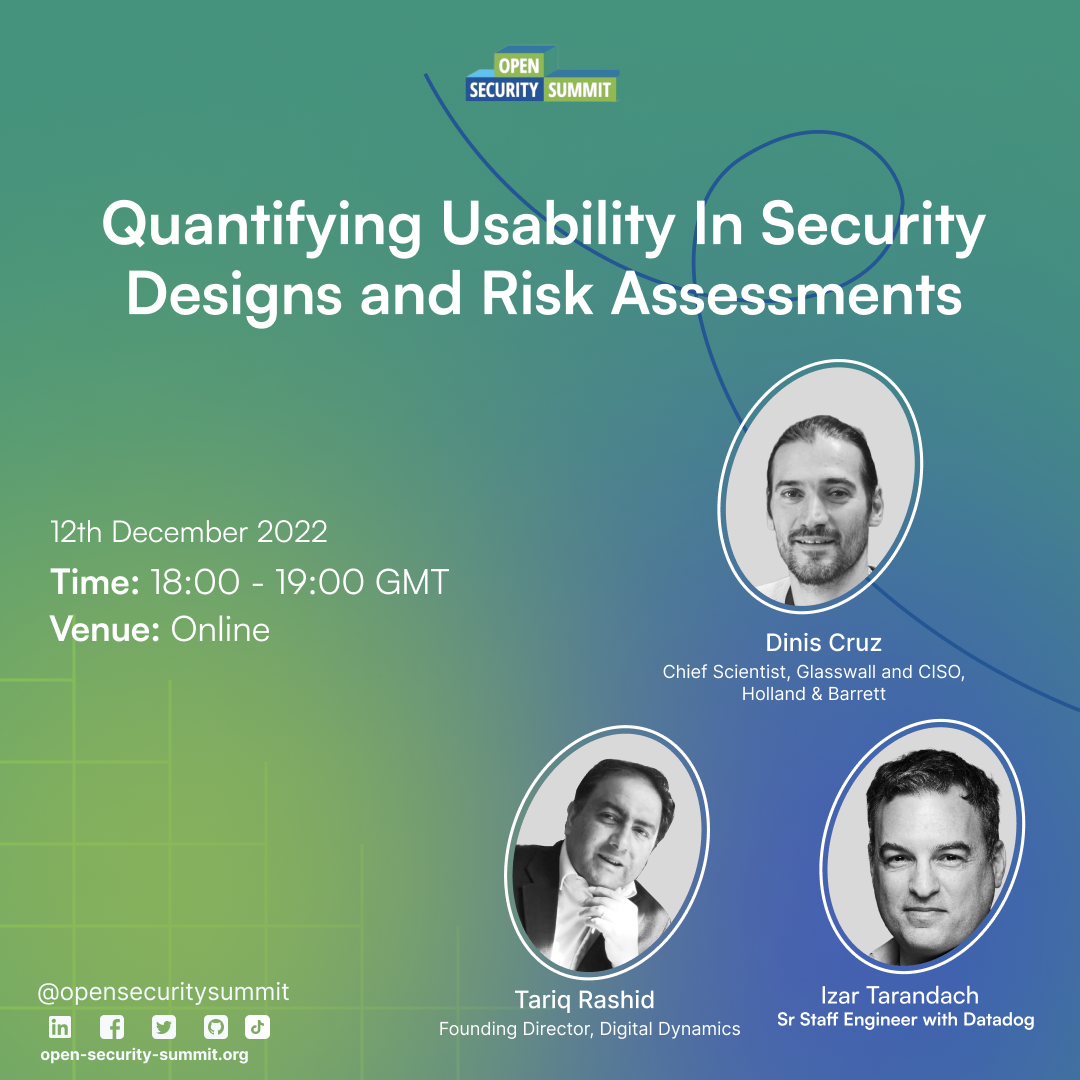 OPEN
SECURITY SUMMIT
Quantifying Usability In Security
Designs and Risk Assessments
12th December 2022
Time: 18:00 - 19:00 GMT
Venue: Online
Dinis Cruz
Chief Scientist, Glasswall and CISO,
Holland & Barrett
Tariq Rashid
Founding Director, Digital Dynamics
Izar Tarandach
Sr Staff Engineer with Datadog
@opensecuritysummit
open-security-summit.org